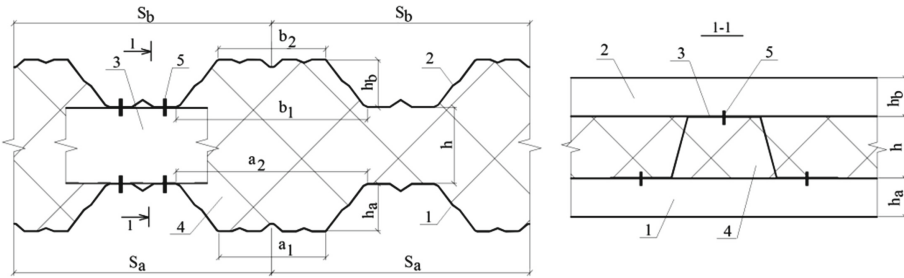 S_b S_b
1 3 5 b_2 2
h_b
b_1
h
a_2
1 4 a_1 1
h_a
S_a S_a
1-1
2 3 5
h_b
h
h_a
1 4